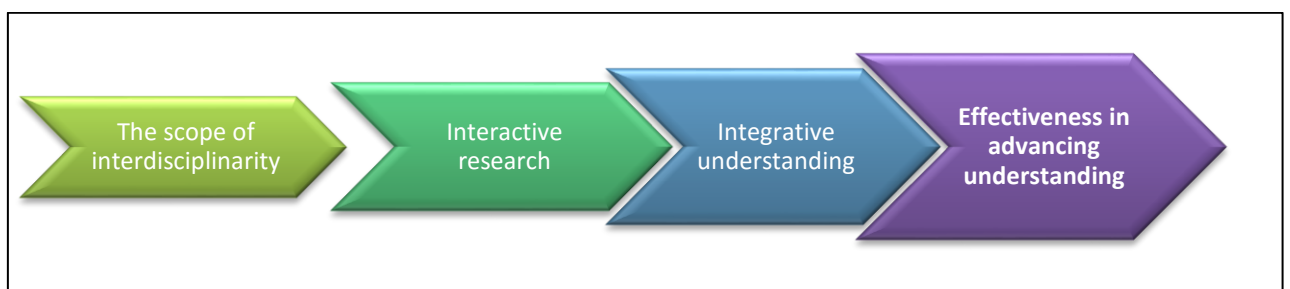 The scope of
interdisciplinarity
Interactive
research
Integrative
understanding
Effectiveness in
advancing
understanding